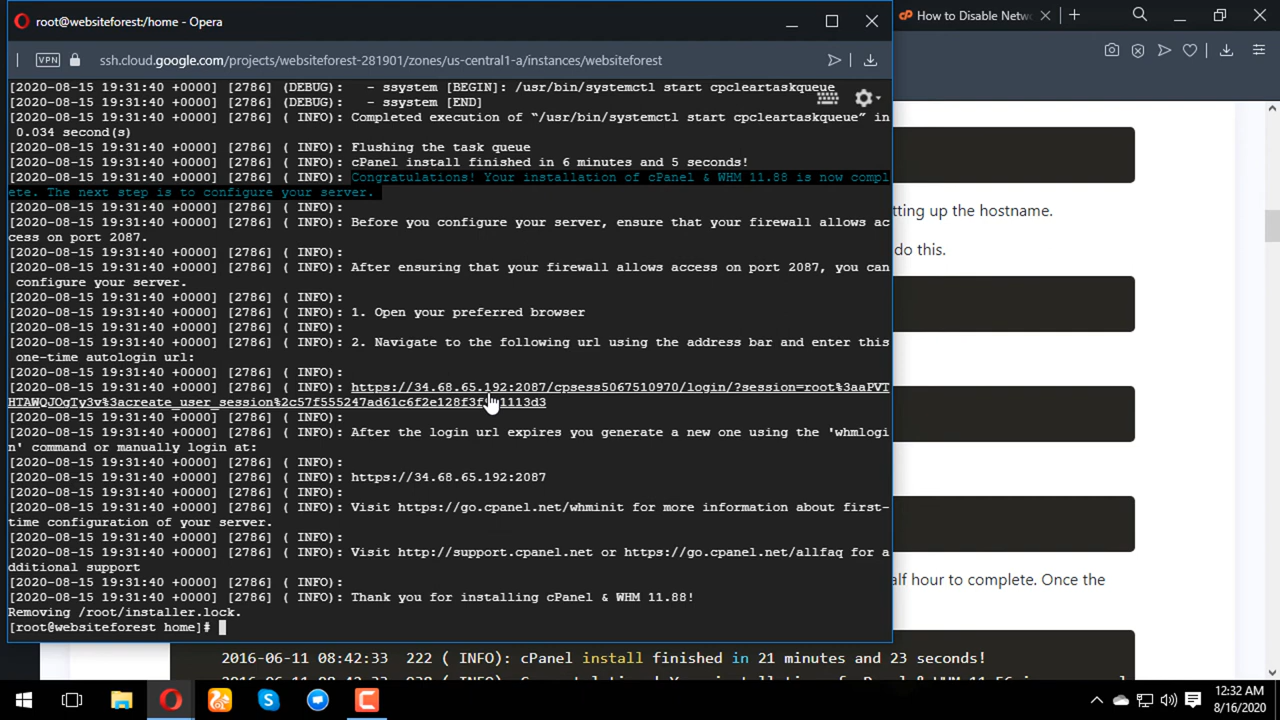 root@websiteforest:/home - Opera
How to Disable Netw
VPN ssh.cloud.google.com/projects/websiteforest-281901/zones/us-central1-a/instances/websiteforest
[2020-08-15 19:31:40 +0000] [2786] (DEBUG):   - ssystem [BEGIN]: /usr/bin/systemctl start cpcleartaskqueue
[2020-08-15 19:31:40 +0000] [2786] (DEBUG):   - ssystem [END]
[2020-08-15 19:31:40 +0000] [2786] ( INFO): Completed execution of “/usr/bin/systemctl start cpcleartaskqueue” in
0.034 second(s)
[2020-08-15 19:31:40 +0000] [2786] ( INFO): Flushing the task queue
[2020-08-15 19:31:40 +0000] [2786] ( INFO): cPanel install finished in 6 minutes and 5 seconds!
[2020-08-15 19:31:40 +0000] [2786] ( INFO): Congratulations! Your installation of cPanel & WHM 11.88 is now compl
ete. The next step is to configure your server.
[2020-08-15 19:31:40 +0000] [2786] ( INFO):
tting up the hostname.
[2020-08-15 19:31:40 +0000] [2786] ( INFO): Before you configure your server, ensure that your firewall allows ac
cess on port 2087.
[2020-08-15 19:31:40 +0000] [2786] ( INFO):
do this.
[2020-08-15 19:31:40 +0000] [2786] ( INFO): After ensuring that your firewall allows access on port 2087, you can
configure your server.
[2020-08-15 19:31:40 +0000] [2786] ( INFO):
[2020-08-15 19:31:40 +0000] [2786] ( INFO): 1. Open your preferred browser
[2020-08-15 19:31:40 +0000] [2786] ( INFO):
[2020-08-15 19:31:40 +0000] [2786] ( INFO): 2. Navigate to the following url using the address bar and enter this
one-time autologin url:
[2020-08-15 19:31:40 +0000] [2786] ( INFO):
[2020-08-15 19:31:40 +0000] [2786] ( INFO): https://34.68.65.192:2087/cpsess5067510970/login/?session=root%3aaPVT
[2020-08-15 19:31:40 +0000] [2786] ( INFO):
[2020-08-15 19:31:40 +0000] [2786] ( INFO): After the login url expires you generate a new one using the 'whmlogi
n' command or manually login at:
[2020-08-15 19:31:40 +0000] [2786] ( INFO):
[2020-08-15 19:31:40 +0000] [2786] ( INFO): https://34.68.65.192:2087
[2020-08-15 19:31:40 +0000] [2786] ( INFO):
[2020-08-15 19:31:40 +0000] [2786] ( INFO): Visit https://go.cpanel.net/whminit for more information about first-
time configuration of your server.
[2020-08-15 19:31:40 +0000] [2786] ( INFO):
[2020-08-15 19:31:40 +0000] [2786] ( INFO): Visit http://support.cpanel.net or https://go.cpanel.net/allfaq for a
dditional support
[2020-08-15 19:31:40 +0000] [2786] ( INFO):
alf hour to complete. Once the
[2020-08-15 19:31:40 +0000] [2786] ( INFO): Thank you for installing cPanel & WHM 11.88!
Removing /root/installer.lock.
[root@websiteforest home]#
2016-06-11 08:42:33  222 ( INFO): cPanel install finished in 21 minutes and 23 seconds!
12:32 AM
8/16/2020